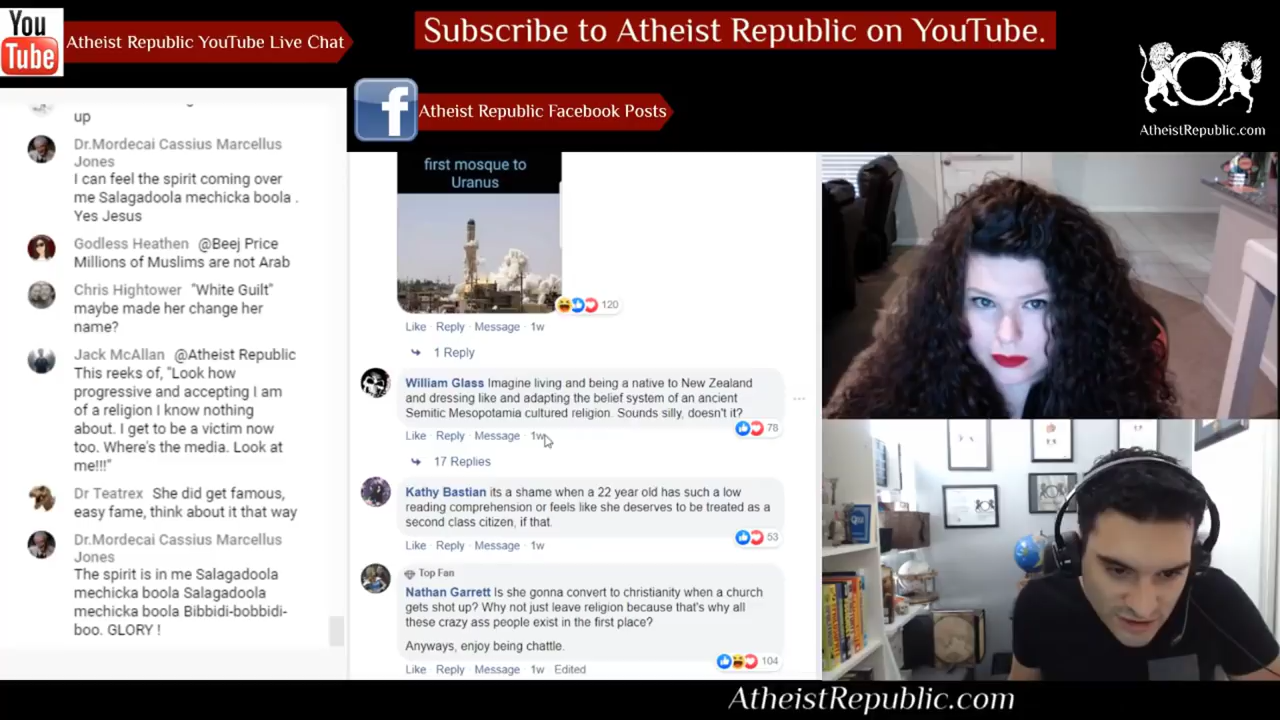 You
Tube
Atheist Republic YouTube Live Chat
Subscribe to Atheist Republic on YouTube.
Atheist Republic Facebook Posts
AtheistRepublic.com
up
Dr.Mordecai Cassius Marcellus
Jones
I can feel the spirit coming over
me Salagadoola mechicka boola .
Yes Jesus
Godless Heathen @Beej Price
Millions of Muslims are not Arab
Chris Hightower "White Guilt"
maybe made her change her
name?
Jack McAllan @Atheist Republic
This reeks of, "Look how
progressive and accepting I am
of a religion I know nothing
about. I get to be a victim now
too. Where's the media. Look at
me!!!"
Dr Teatrex She did get famous,
easy fame, think about it that way
Dr.Mordecai Cassius Marcellus
Jones
The spirit is in me Salagadoola
mechicka boola Salagadoola
mechicka boola Bibbidi-bobbidi-
boo. GLORY !
first mosque to
Uranus
120
Like · Reply · Message · 1w
1 Reply
William Glass Imagine living and being a native to New Zealand
and dressing like and adapting the belief system of an ancient
Semitic Mesopotamia cultured religion. Sounds silly, doesn't it?
78
Like · Reply · Message · 1w
17 Replies
Kathy Bastian its a shame when a 22 year old has such a low
reading comprehension or feels like she deserves to be treated as a
second class citizen, if that.
53
Like · Reply · Message · 1w
Top Fan
Nathan Garrett Is she gonna convert to christianity when a church
gets shot up? Why not just leave religion because that's why all
these crazy ass people exist in the first place?
Anyways, enjoy being chattle.
104
Like · Reply · Message · 1w · Edited
AtheistRepublic.com